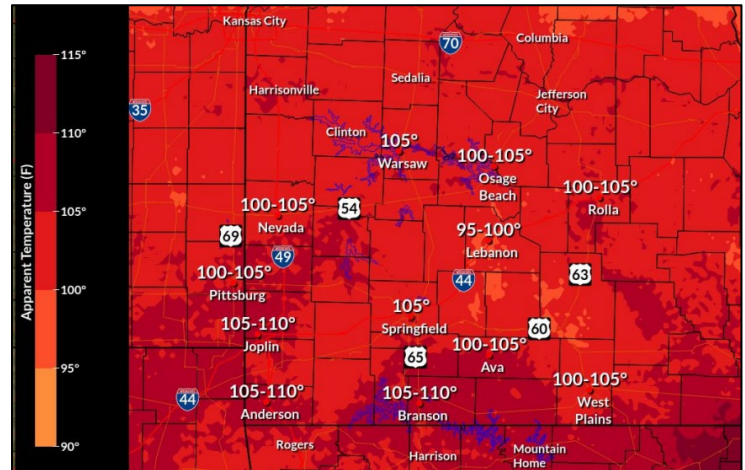 115°
110°
105°
100°
95°
90°
Apparent Temperature (F)
Kansas City
70
Columbia
Sedalia
Harrisonville
Jefferson
City
35
Clinton
105°
Warsaw
100-105°
Osage
Beach
100-105°
Rolla
100-105°
Nevada
54
69
95-100°
Lebanon
49
100-105°
Pittsburg
44
63
105-110°
Joplin
105°
Springfield
60
65
100-105°
Ava
44
105-110°
Anderson
105-110°
Branson
100-105°
West
Plains
Rogers
Harrison
Mountain
Home